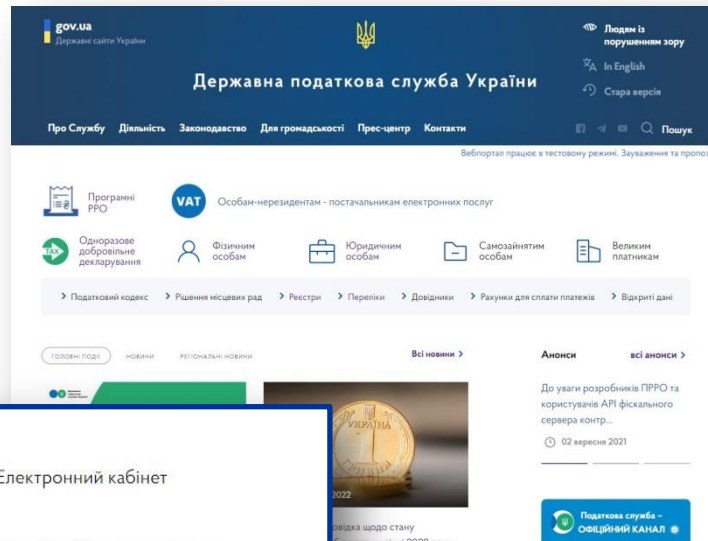 gov.ua
Державні сайти України
Людям із
порушенням зору
In English
Стара версія
Державна податкова служба України
Про Службу Діяльність Законодавство Для громадськості Прес-центр Контакти
Пошук
Вебпортал працює в тестовому режимі. Зауваження та
Програмні
РРО
VAT
Особам-нерезидентам - постачальникам електронних послуг
TAX
Одноразове
добровільне
декларування
Фізичним
особам
Юридичним
особам
Самозайнятим
особам
Великим
платникам
Податковий кодекс Рішення місцевих рад Реєстри Переліки Довідники Рахунки для сплати платежів Відкриті дані
ГОЛОВНІ ПОДІЇ НОВИНИ РЕГІОНАЛЬНІ НОВИНИ
Всі новини
Анонси всі анонси
До уваги розробників ПРРО та
користувачів API фіскального
сервера контр...
02 вересня 2021
УКРАЇНА
1
ГРИВНЯ
2022
щодо стану
2022
Електронний кабінет
Податкова служба –
ОФІЦІЙНИЙ КАНАЛ